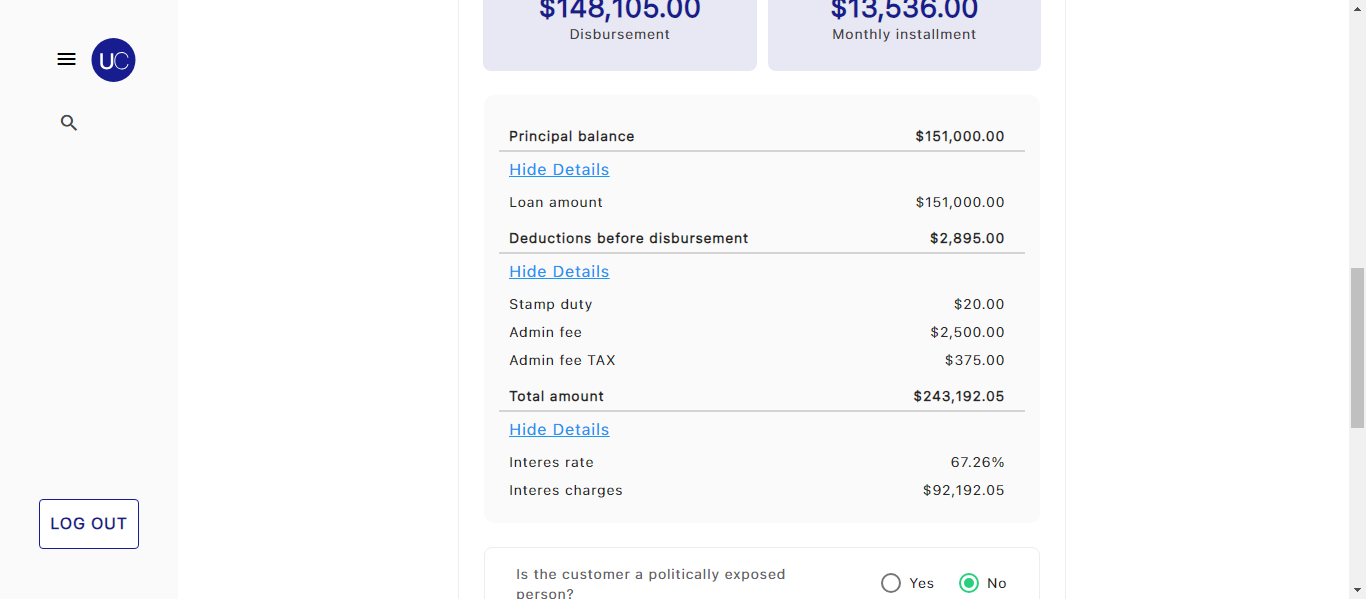 $148,105.00
Disbursement
$13,536.00
Monthly installment
UC
Principal balance $151,000.00
Hide Details
Loan amount $151,000.00
Deductions before disbursement $2,895.00
Hide Details
Stamp duty $20.00
Admin fee $2,500.00
Admin fee TAX $375.00
Total amount $243,192.05
Hide Details
Interes rate 67.26%
Interes charges $92,192.05
LOG OUT
Is the customer a politically exposed
person?
Yes No